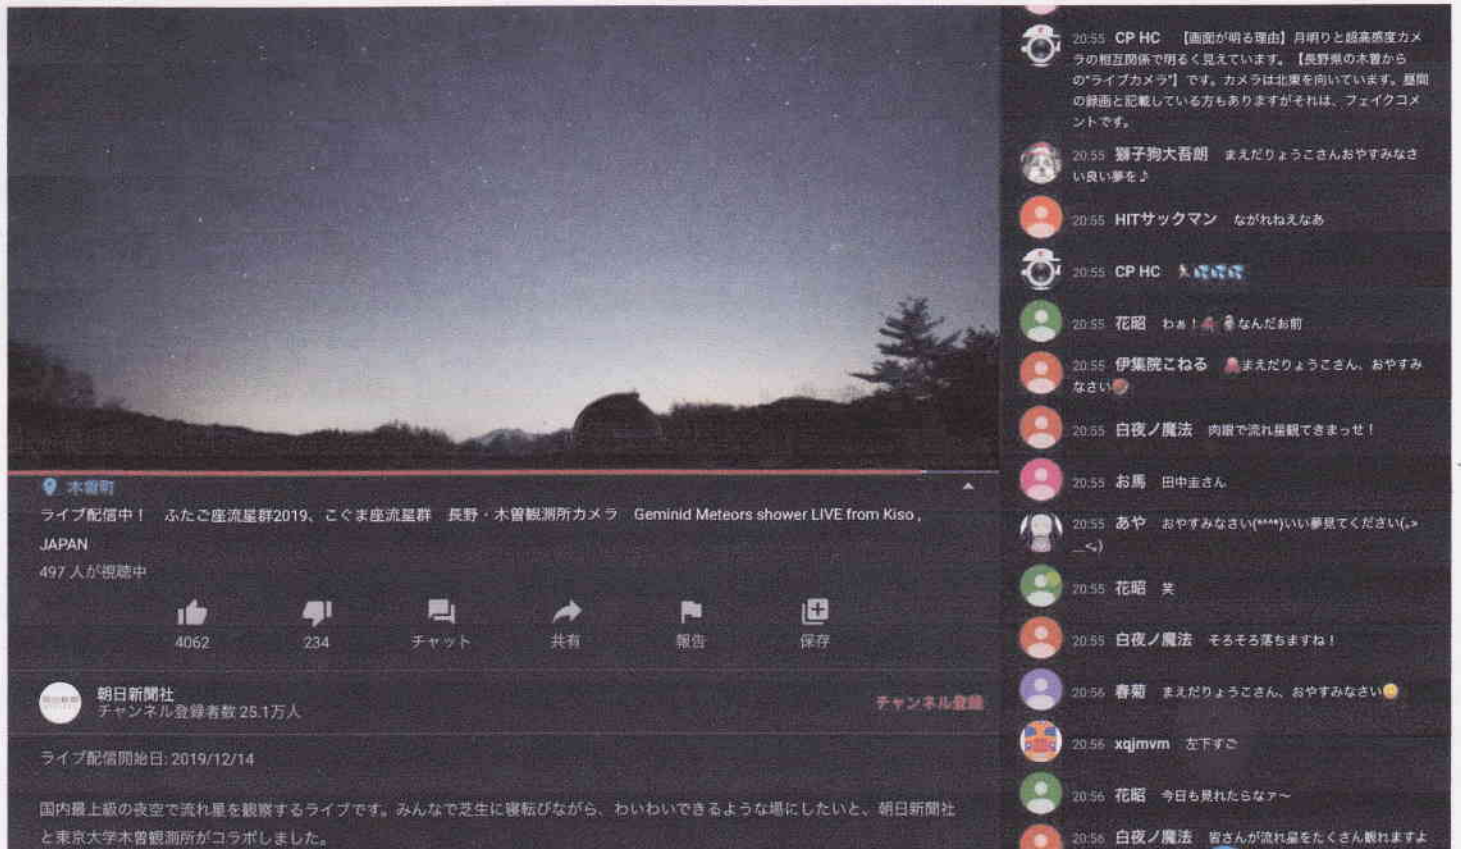 木曽町
ライブ配信中！ ふたご座流星群2019、こぐま座流星群 長野・木曽観測所カメラ Geminid Meteors shower LIVE from Kiso ,
JAPAN
497 人が視聴中
4062
234
チャット
共有
報告
保存
朝日新聞社
チャンネル登録者数 25.1万人
チャンネル登録
ライブ配信開始日: 2019/12/14
国内最上級の夜空で流れ星を観察するライブです。みんなで芝生に寝転びながら、わいわいできるような場にしたいと、朝日新聞社
と東京大学木曽観測所がコラボしました。
20:55 CP HC 【画面が明る理由】月明りと超高感度カメ
ラの相互関係で明るく見えています。【長野県の木曽から
の"ライブカメラ"】です。カメラは北東を向いています。昼間
の録画と記載している方もありますがそれは、フェイクコメ
ントです。
20:55 獅子狗大吾朗 まえだりょうこさんおやすみなさ
い良い夢を♪
20:55 HITサックマン ながれねえなあ
20:55 CP HC
20:55 花昭 わぁ！なんだお前
20:55 伊集院こねる まえだりょうこさん、おやすみ
なさい
20:55 白夜ノ魔法 肉眼で流れ星観てきまっせ！
20:55 お馬 田中圭さん
20:55 あや おやすみなさい(*^^*)いい夢見てください(｡>
__<｡)
20:55 花昭 笑
20:55 白夜ノ魔法 そろそろ落ちますね！
20:56 春菊 まえだりょうこさん、おやすみなさい
20:56 xqjmvm 左下すご
20:56 花昭 今日も見れたらなァ〜
20:56 白夜ノ魔法 皆さんが流れ星をたくさん観れますよ